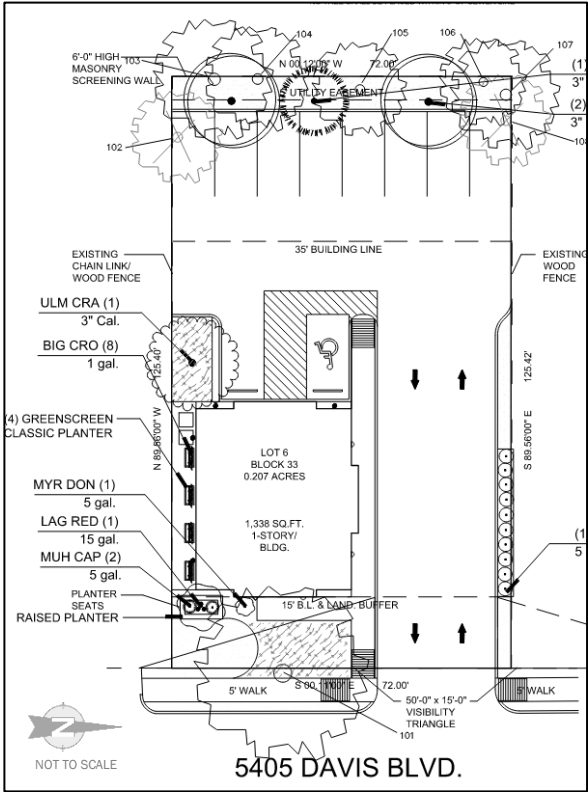 104
105
106
107
6'-0" HIGH
MASONRY
SCREENING WALL
103
N 00°12'00" W 72.00'
UTILITY EASEMENT
(1)
3"
(2)
3"
102
108
35' BUILDING LINE
EXISTING
CHAIN LINK/
WOOD FENCE
EXISTING
WOOD
FENCE
ULM CRA (1)
3" Cal.
BIG CRO (8)
1 gal.
N 89°56'00" W 125.40'
S 89°56'00" E 125.42'
(4) GREENSCREEN
CLASSIC PLANTER
LOT 6
BLOCK 33
0.207 ACRES
1,338 SQ.FT.
1-STORY/
BLDG.
MYR DON (1)
5 gal.
LAG RED (1)
15 gal.
MUH CAP (2)
5 gal.
(1
5
PLANTER
SEATS
RAISED PLANTER
15' B.L. & LAND. BUFFER
5' WALK
S 00°11'00" E 72.00'
5' WALK
50'-0" x 15'-0"
VISIBILITY
TRIANGLE
101
Z
NOT TO SCALE
5405 DAVIS BLVD.